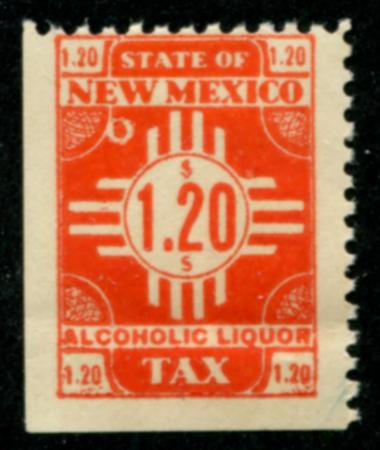 1.20 STATE OF 1.20
NEW MEXICO
$
1.20
$
ALCOHOLIC LIQUOR
1.20 TAX 1.20